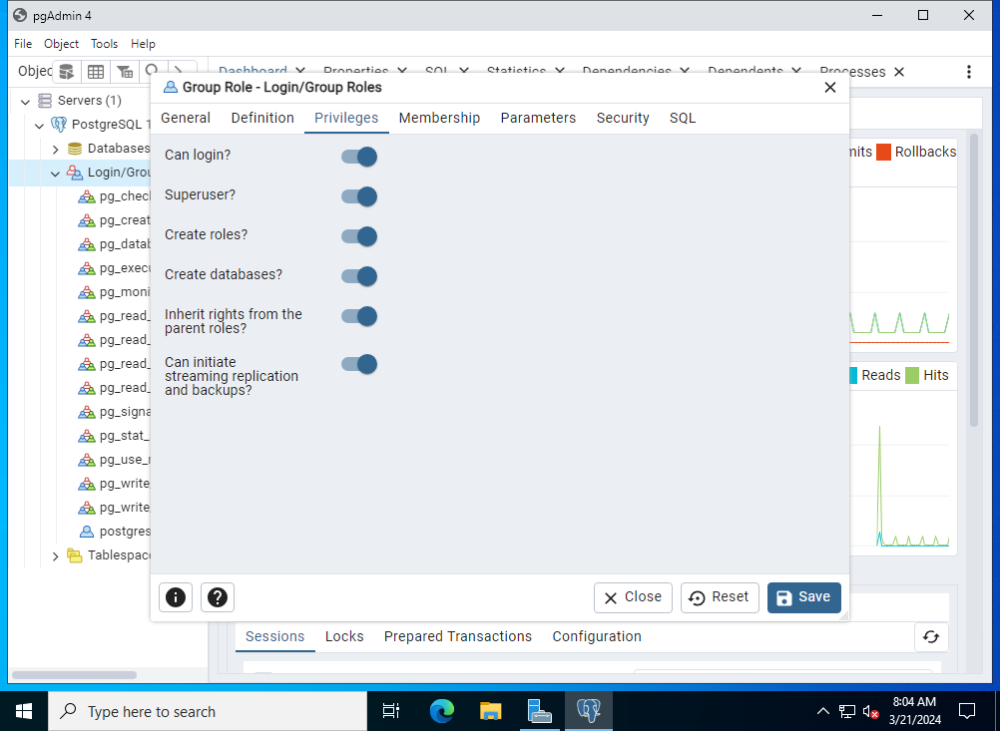 pgAdmin 4
File Object Tools Help
Objec
Dashboard Properties SQL Statistics Dependencies Dependents Processes
Group Role - Login/Group Roles
General Definition Privileges Membership Parameters Security SQL
Servers (1)
PostgreSQL 1
Databases
Login/Grou
pg_chec
pg_creat
pg_datab
pg_execu
pg_moni
pg_read_
pg_read_
pg_read_
pg_read_
pg_signa
pg_stat_
pg_use_r
pg_write
pg_write
postgres
Tablespace
Can login?
Superuser?
Create roles?
Create databases?
Inherit rights from the
parent roles?
Can initiate
streaming replication
and backups?
mits Rollbacks
Reads Hits
Close Reset Save
Sessions Locks Prepared Transactions Configuration
Type here to search
8:04 AM
3/21/2024